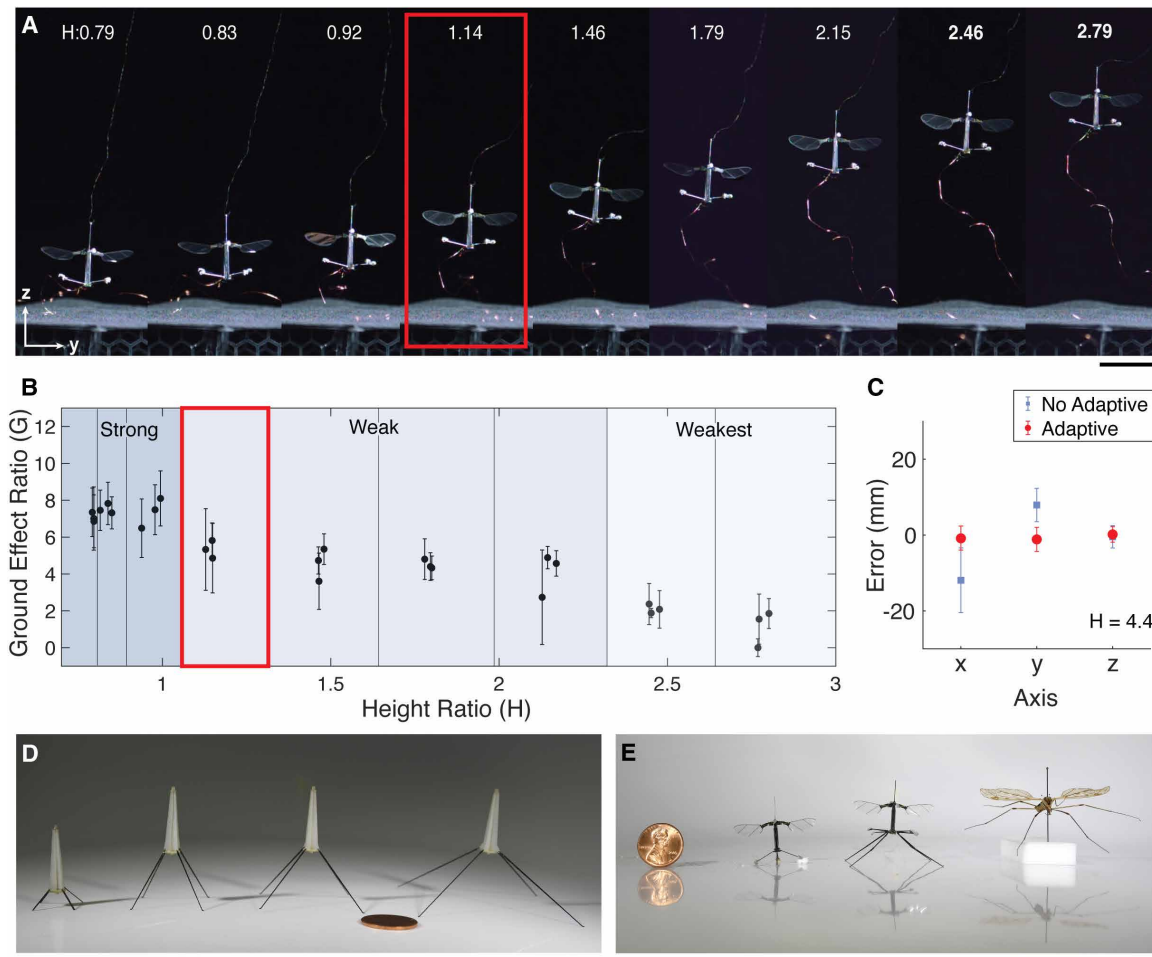 A
H:0.79 0.83 0.92 1.14 1.46 1.79 2.15 2.46 2.79
z
y
B
Ground Effect Ratio (G)
12
10
8
6
4
2
0
Strong Weak Weakest
1 1.5 2 2.5 3
Height Ratio (H)
C
No Adaptive
Adaptive
Error (mm)
20
0
-20
H = 4.4
x y z
Axis
D
E